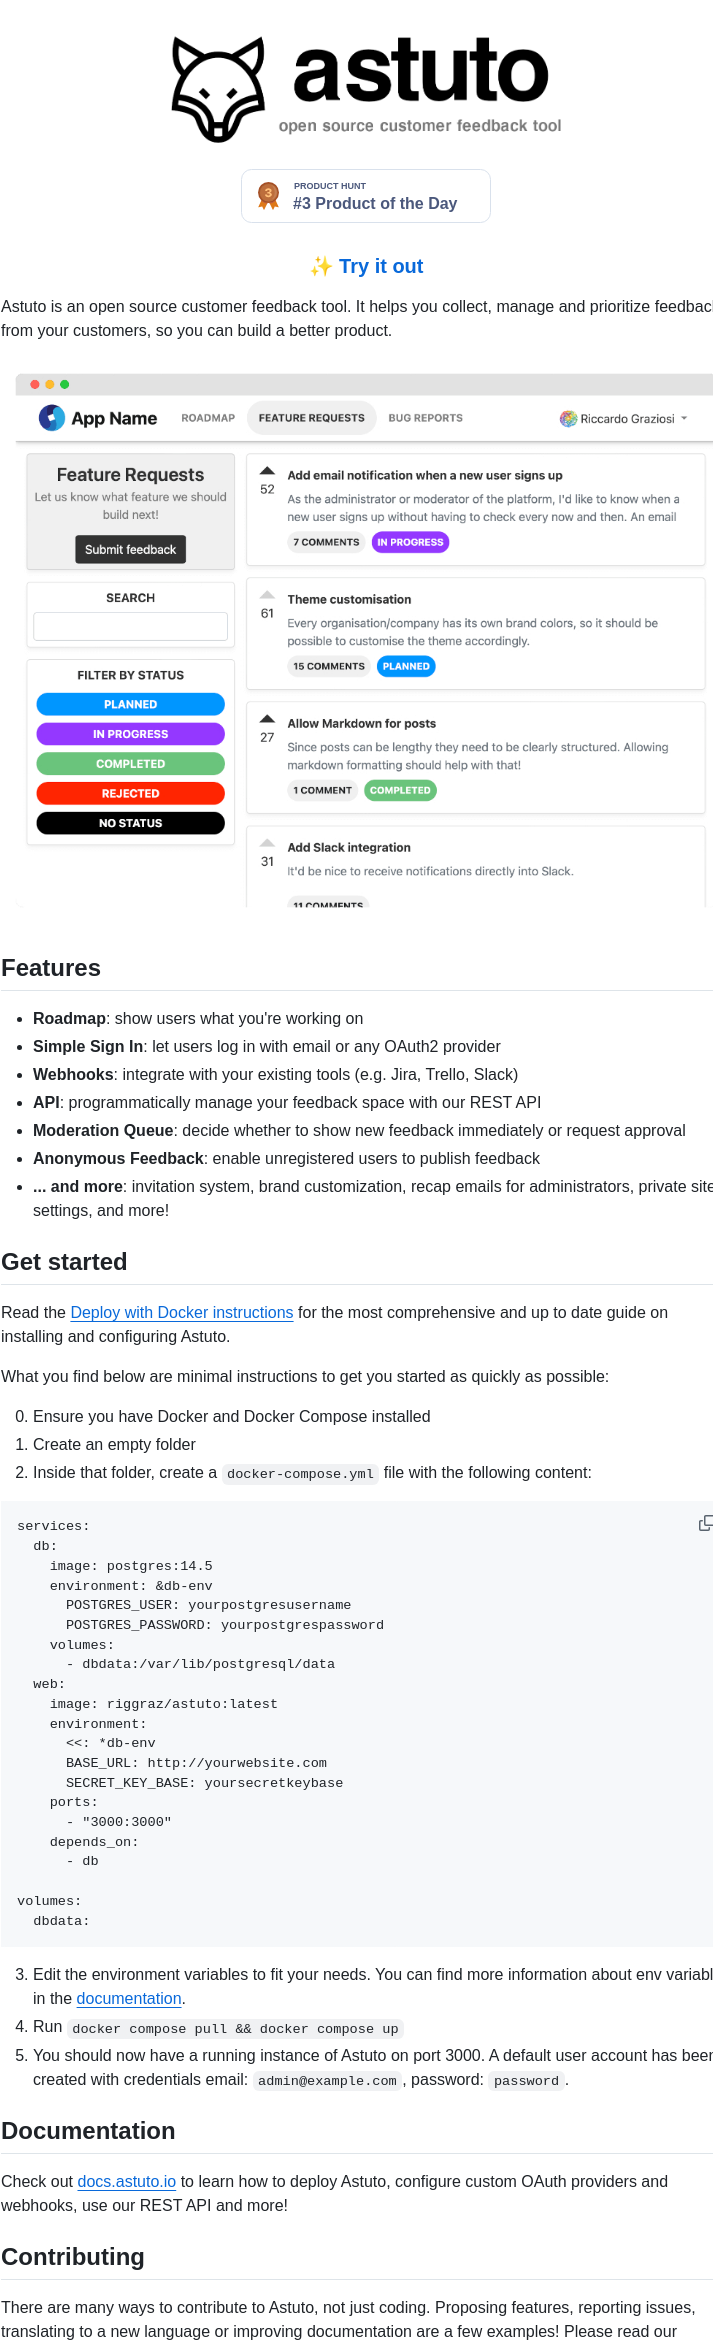 astuto
open source customer feedback tool
3
PRODUCT HUNT
#3 Product of the Day
✨ Try it out
Astuto is an open source customer feedback tool. It helps you collect, manage and prioritize feedback
from your customers, so you can build a better product.
App Name ROADMAP FEATURE REQUESTS BUG REPORTS Riccardo Graziosi
Feature Requests
Let us know what feature we should
build next!
Submit feedback
SEARCH
FILTER BY STATUS
PLANNED
IN PROGRESS
COMPLETED
REJECTED
NO STATUS
52
Add email notification when a new user signs up
As the administrator or moderator of the platform, I'd like to know when a
new user signs up without having to check every now and then. An email
7 COMMENTS IN PROGRESS
61
Theme customisation
Every organisation/company has its own brand colors, so it should be
possible to customise the theme accordingly.
15 COMMENTS PLANNED
27
Allow Markdown for posts
Since posts can be lengthy they need to be clearly structured. Allowing
markdown formatting should help with that!
1 COMMENT COMPLETED
31
Add Slack integration
It'd be nice to receive notifications directly into Slack.
11 COMMENTS
Features
• Roadmap: show users what you're working on
• Simple Sign In: let users log in with email or any OAuth2 provider
• Webhooks: integrate with your existing tools (e.g. Jira, Trello, Slack)
• API: programmatically manage your feedback space with our REST API
• Moderation Queue: decide whether to show new feedback immediately or request approval
• Anonymous Feedback: enable unregistered users to publish feedback
• ... and more: invitation system, brand customization, recap emails for administrators, private site
settings, and more!
Get started
Read the Deploy with Docker instructions for the most comprehensive and up to date guide on
installing and configuring Astuto.
What you find below are minimal instructions to get you started as quickly as possible:
0. Ensure you have Docker and Docker Compose installed
1. Create an empty folder
2. Inside that folder, create a docker-compose.yml file with the following content:
services:
  db:
    image: postgres:14.5
    environment: &db-env
      POSTGRES_USER: yourpostgresusername
      POSTGRES_PASSWORD: yourpostgrespassword
    volumes:
      - dbdata:/var/lib/postgresql/data
  web:
    image: riggraz/astuto:latest
    environment:
      <<: *db-env
      BASE_URL: http://yourwebsite.com
      SECRET_KEY_BASE: yoursecretkeybase
    ports:
      - "3000:3000"
    depends_on:
      - db
volumes:
  dbdata:
3. Edit the environment variables to fit your needs. You can find more information about env variabl
in the documentation.
4. Run docker compose pull && docker compose up
5. You should now have a running instance of Astuto on port 3000. A default user account has been
created with credentials email: admin@example.com, password: password.
Documentation
Check out docs.astuto.io to learn how to deploy Astuto, configure custom OAuth providers and
webhooks, use our REST API and more!
Contributing
There are many ways to contribute to Astuto, not just coding. Proposing features, reporting issues,
translating to a new language or improving documentation are a few examples! Please read our